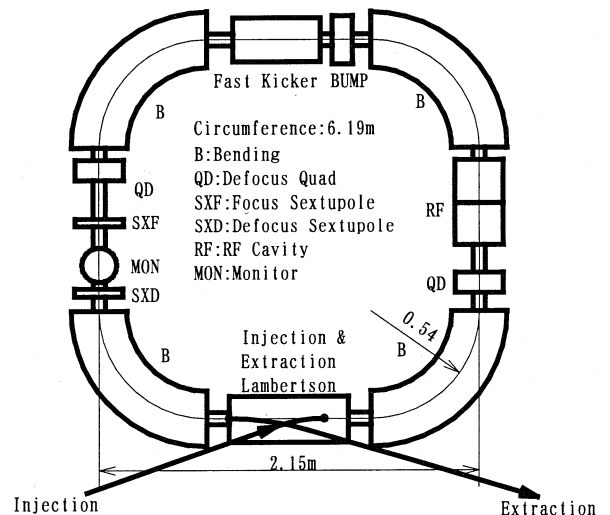 Fast Kicker BUMP
B
B
Circumference:6.19m
B:Bending
QD:Defocus Quad
SXF:Focus Sextupole
SXD:Defocus Sextupole
RF:RF Cavity
MON:Monitor
QD
SXF
MON
SXD
RF
QD
0.54
B
B
Injection &
Extraction
Lambertson
2.15m
Injection
Extraction